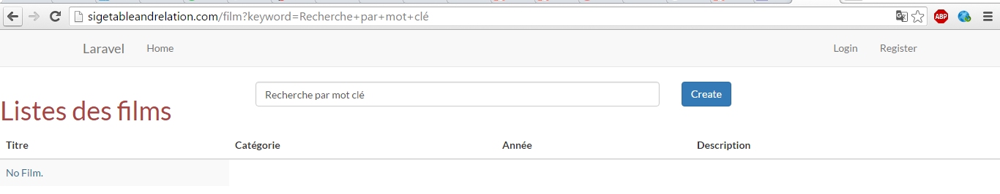 sigetableandrelation.com/film?keyword=Recherche+par+mot+clé
ABP
Laravel Home Login Register
Recherche par mot clé Create
Listes des films
Titre Catégorie Année Description
No Film.